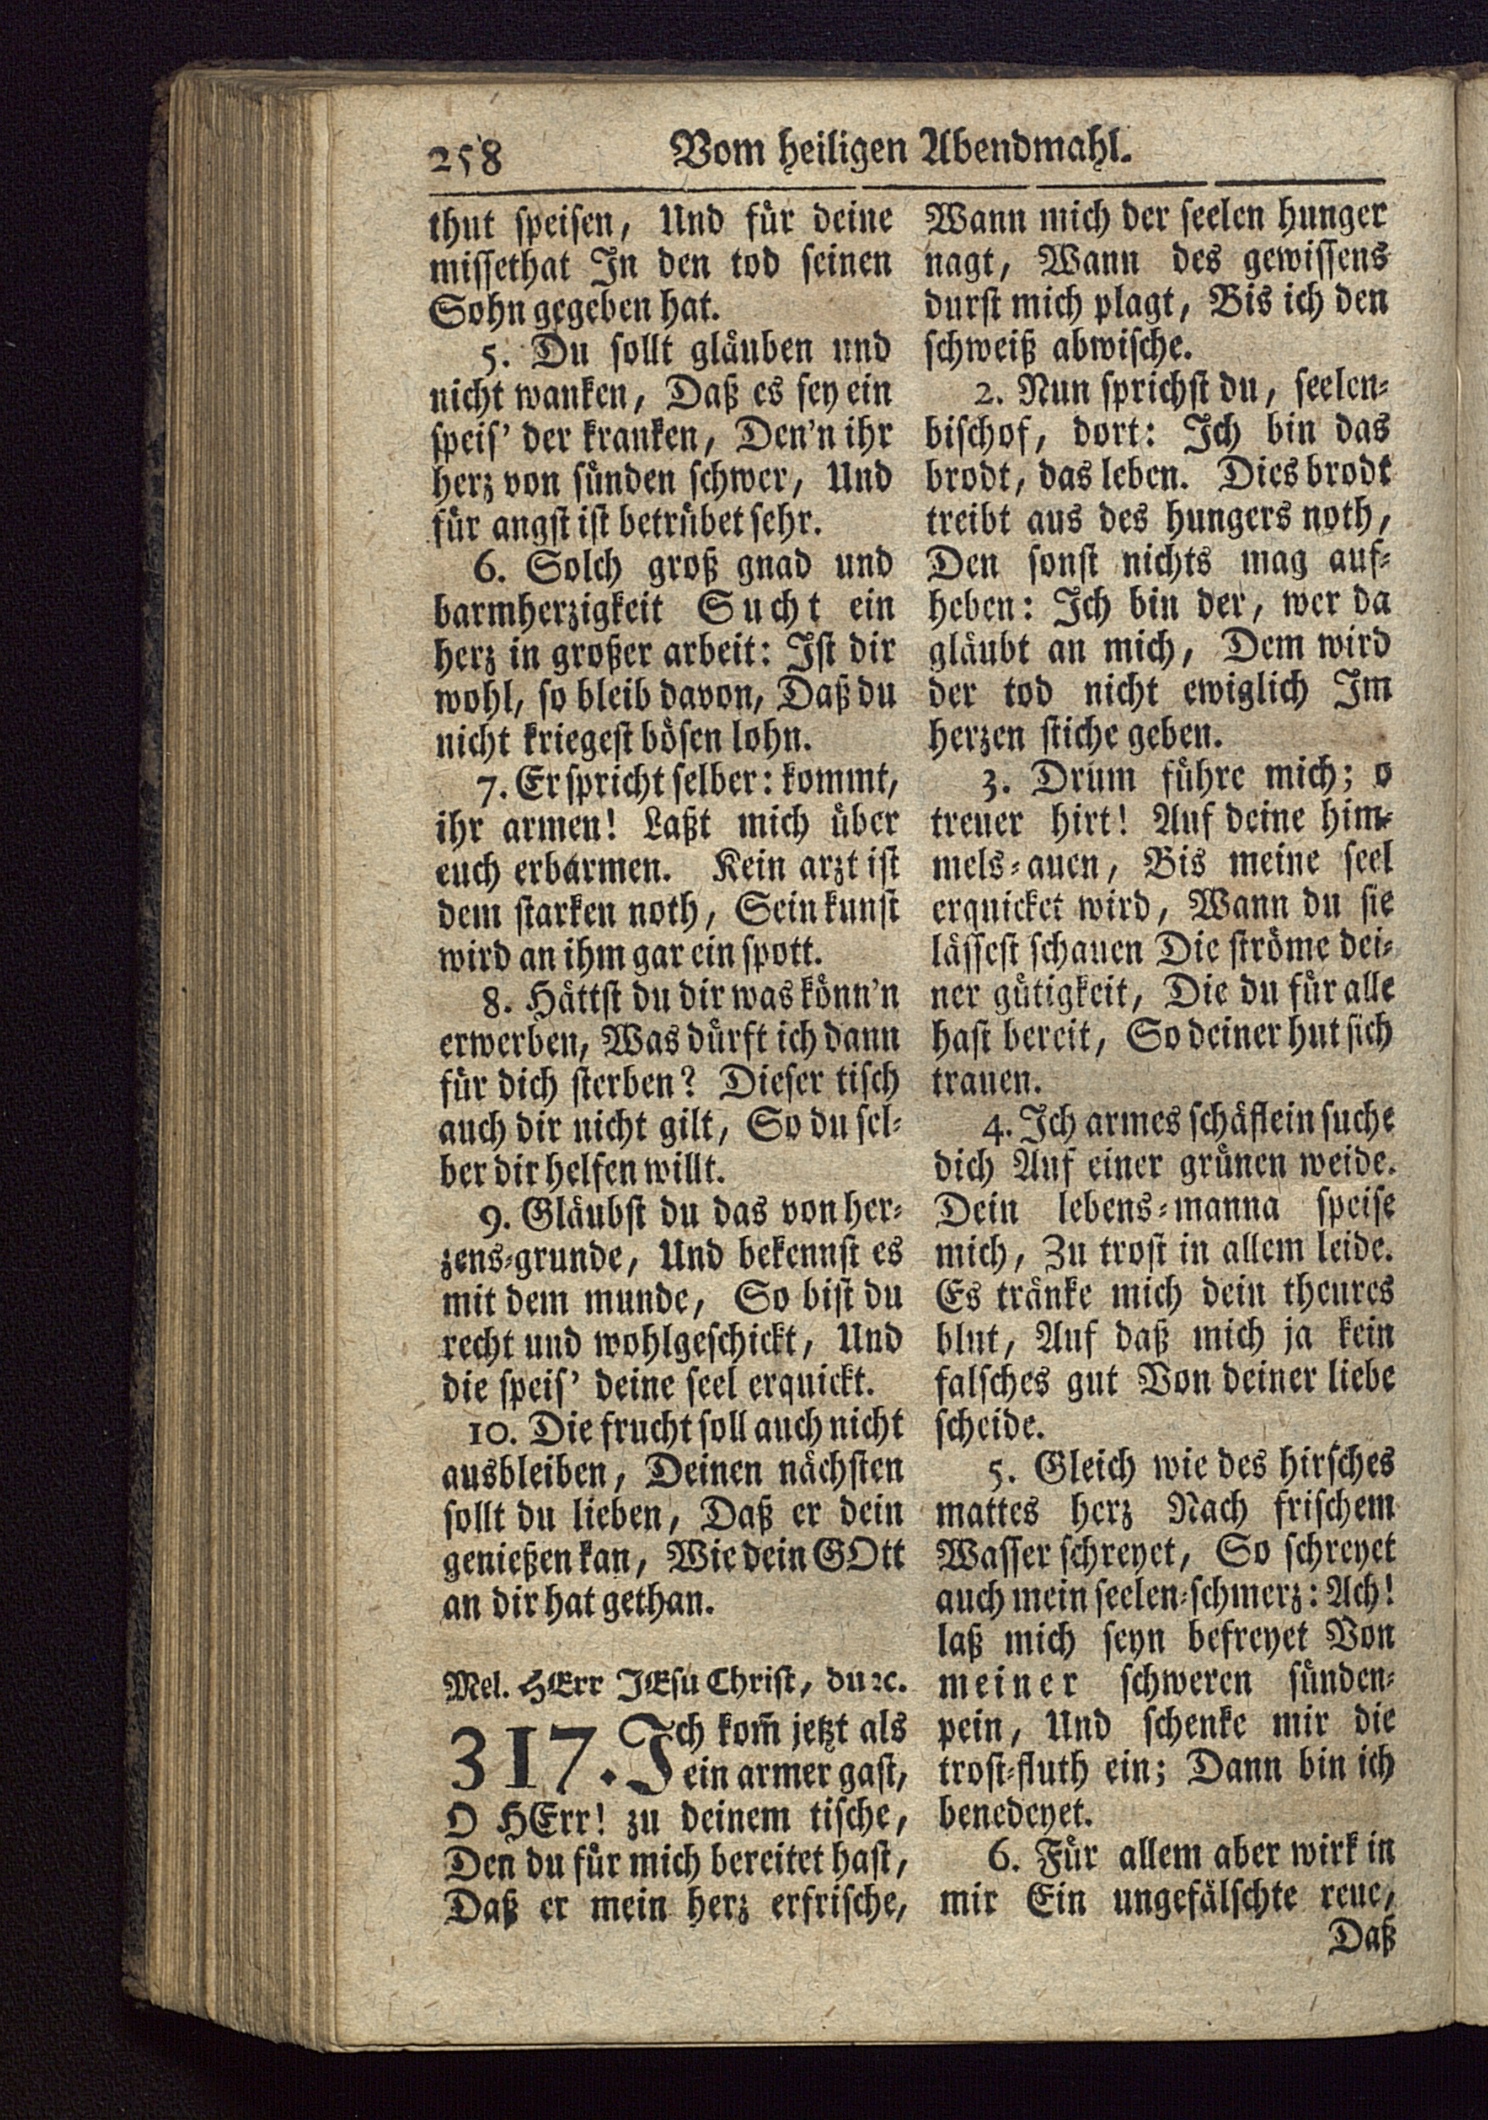 258 Vom heiligen Abendmahl.
thut speisen, Und für deine
missethat In den tod seinen
Sohn gegeben hat.
5. Du sollt gläuben und
nicht wanken, Daß es sey ein
speis' der kranken, Den'n ihr
herz von sünden schwer, Und
für angst ist betrübet sehr.
6. Solch groß gnad und
barmherzigkeit Sucht ein
herz in großer arbeit: Ist dir
wohl, so bleib davon, Daß du
nicht kriegest bösen lohn.
7. Er spricht selber: kommt,
ihr armen! Laßt mich über
euch erbarmen. Kein arzt ist
dem starken noth, Sein kunst
wird an ihm gar ein spott.
8. Hättst du dir was könn'n
erwerben, Was dürft ich dann
für dich sterben? Dieser tisch
auch dir nicht gilt, So du sel-
ber dir helfen willt.
9. Gläubst du das von her-
zens-grunde, Und bekennst es
mit dem munde, So bist du
recht und wohlgeschickt, Und
die speis' deine seel erquickt.
10. Die frucht soll auch nicht
ausbleiben, Deinen nächsten
sollt du lieben, Daß er dein
genießen kan, Wie dein GOtt
an dir hat gethan.
Mel. HErr JEsu Christ, du ꝛc.
317. Ich kom̃ jetzt als
ein armer gast,
O HErr! zu deinem tische,
Den du für mich bereitet hast,
Daß er mein herz erfrische,
Wann mich der seelen hunger
nagt, Wann des gewissens
durst mich plagt, Bis ich den
schweiß abwische.
2. Nun sprichst du, seelen-
bischof, dort: Ich bin das
brodt, das leben. Dies brodt
treibt aus des hungers noth,
Den sonst nichts mag auf-
heben: Ich bin der, wer da
gläubt an mich, Dem wird
der tod nicht ewiglich Im
herzen stiche geben.
3. Drum führe mich; o
treuer hirt! Auf deine him-
mels-auen, Bis meine seel
erquicket wird, Wann du sie
lässest schauen Die ströme dei-
ner gütigkeit, Die du für alle
hast bereit, So deiner hut sich
trauen.
4. Ich armes schäflein suche
dich Auf einer grünen weide.
Dein lebens-manna speise
mich, Zu trost in allem leide.
Es tränke mich dein theures
blut, Auf daß mich ja kein
falsches gut Von deiner liebe
scheide.
5. Gleich wie des hirsches
mattes herz Nach frischem
Wasser schreyet, So schreyet
auch mein seelen-schmerz: Ach!
laß mich seyn befreyet Von
meiner schweren sünden-
pein, Und schenke mir die
trost-fluth ein; Dann bin ich
benedeyet.
6. Für allem aber wirk in
mir Ein ungefälschte reue,
Daß